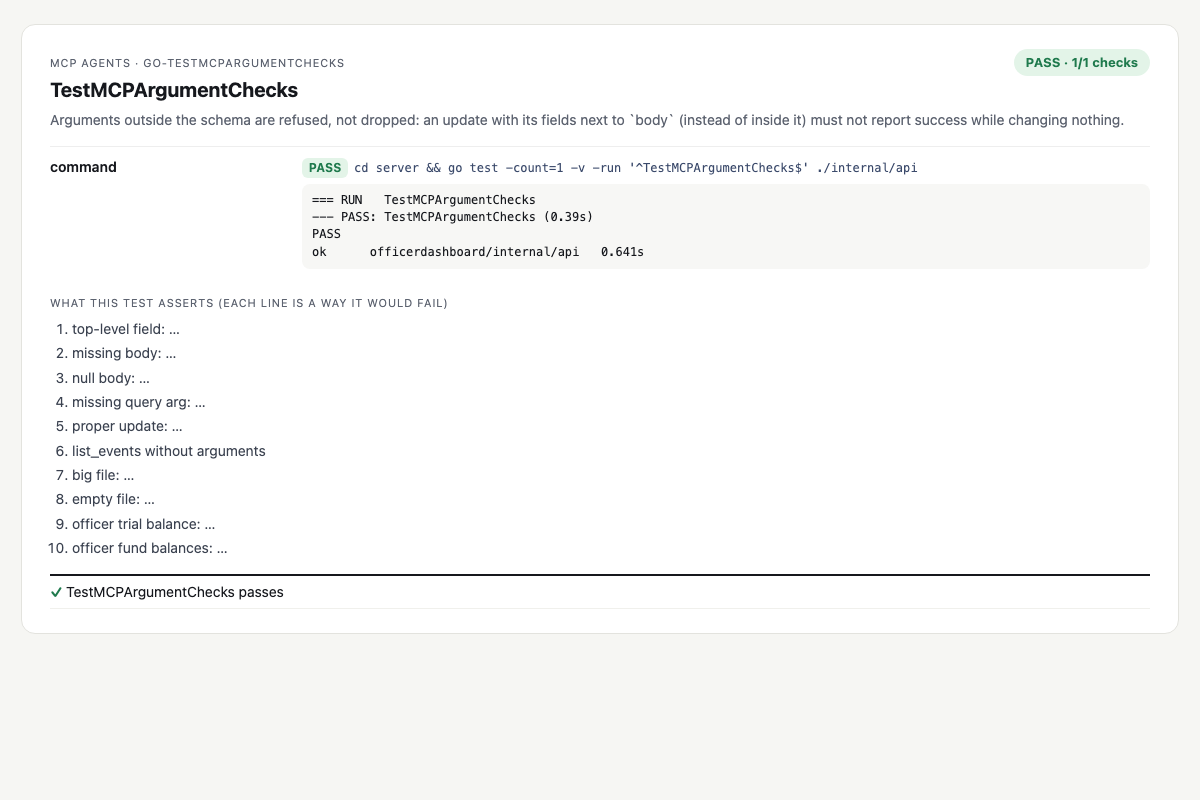 MCP AGENTS · GO-TESTMCPARGUMENTCHECKS
PASS · 1/1 checks
TestMCPArgumentChecks
Arguments outside the schema are refused, not dropped: an update with its fields next to `body` (instead of inside it) must not report success while changing nothing.
command
PASS cd server && go test -count=1 -v -run '^TestMCPArgumentChecks$' ./internal/api
=== RUN   TestMCPArgumentChecks
--- PASS: TestMCPArgumentChecks (0.39s)
PASS
ok      officerdashboard/internal/api   0.641s
WHAT THIS TEST ASSERTS (EACH LINE IS A WAY IT WOULD FAIL)
1. top-level field: …
2. missing body: …
3. null body: …
4. missing query arg: …
5. proper update: …
6. list_events without arguments
7. big file: …
8. empty file: …
9. officer trial balance: …
10. officer fund balances: …
✓ TestMCPArgumentChecks passes